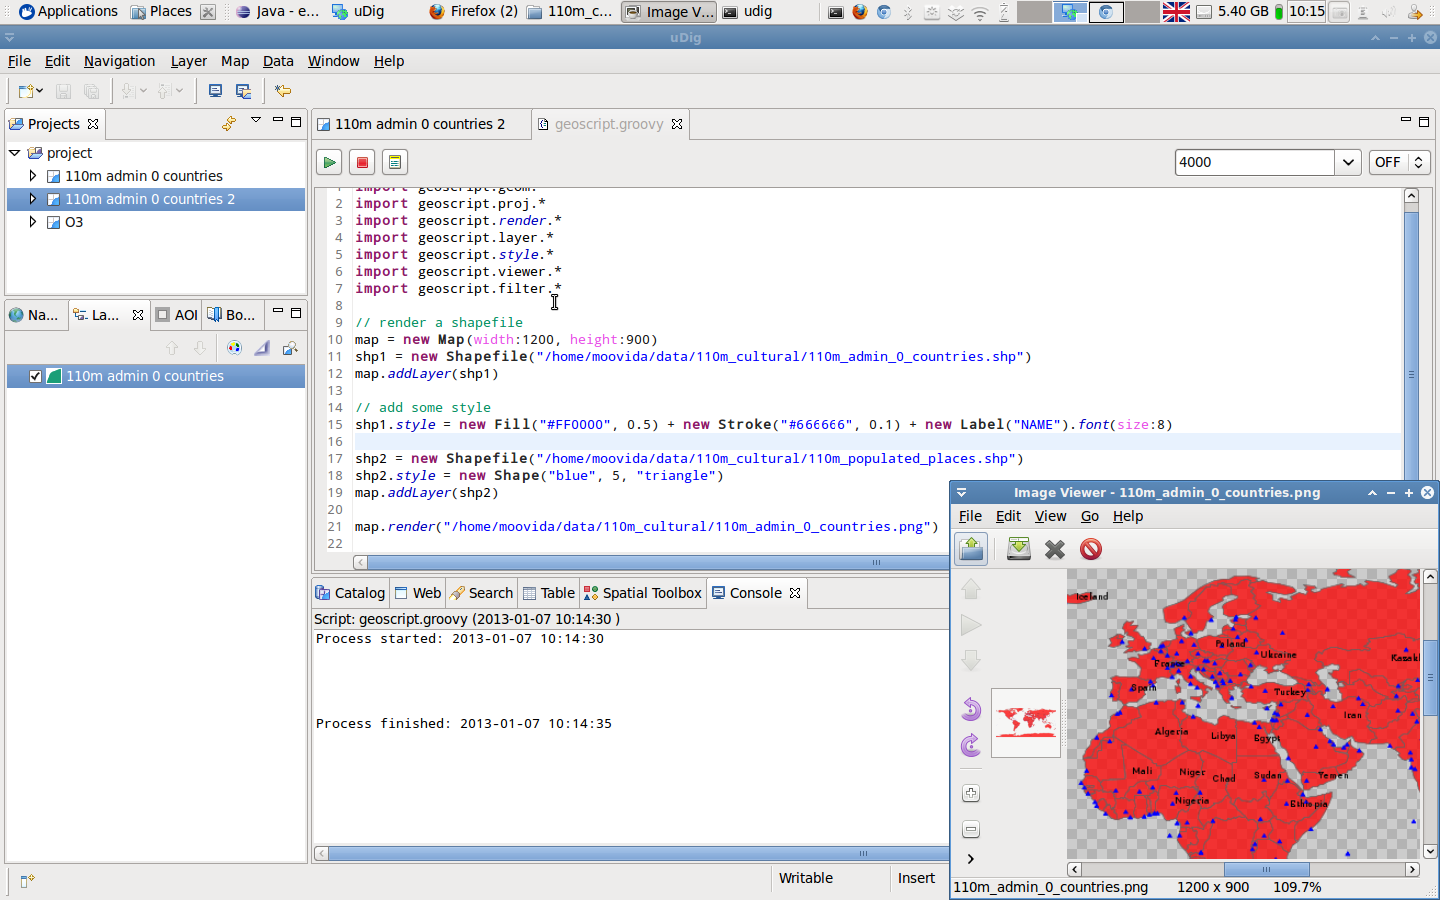 Applications Places Java - e... uDig Firefox (2) 110m_c... Image V... udig 5.40 GB 10:15
uDig
File Edit Navigation Layer Map Data Window Help
Projects
project
110m admin 0 countries
110m admin 0 countries 2
O3
Na... La... AOI Bo...
110m admin 0 countries
110m admin 0 countries 2 geoscript.groovy
4000 OFF
1 import geoscript.geom.*
2 import geoscript.proj.*
3 import geoscript.render.*
4 import geoscript.layer.*
5 import geoscript.style.*
6 import geoscript.viewer.*
7 import geoscript.filter.*
8
9 // render a shapefile
10 map = new Map(width:1200, height:900)
11 shp1 = new Shapefile("/home/moovida/data/110m_cultural/110m_admin_0_countries.shp")
12 map.addLayer(shp1)
13
14 // add some style
15 shp1.style = new Fill("#FF0000", 0.5) + new Stroke("#666666", 0.1) + new Label("NAME").font(size:8)
16
17 shp2 = new Shapefile("/home/moovida/data/110m_cultural/110m_populated_places.shp")
18 shp2.style = new Shape("blue", 5, "triangle")
19 map.addLayer(shp2)
20
21 map.render("/home/moovida/data/110m_cultural/110m_admin_0_countries.png")
22
Catalog Web Search Table Spatial Toolbox Console
Script: geoscript.groovy (2013-01-07 10:14:30 )
Process started: 2013-01-07 10:14:30
Process finished: 2013-01-07 10:14:35
Writable Insert
Image Viewer - 110m_admin_0_countries.png
File Edit View Go Help
Iceland
Poland
Ukraine
France
Kazak
Spain
Turkey
Iran
Algeria
Libya
Egypt
Mali
Niger
Chad
Sudan
Yemen
Nigeria
Ethiopia
110m_admin_0_countries.png 1200 x 900 109.7%